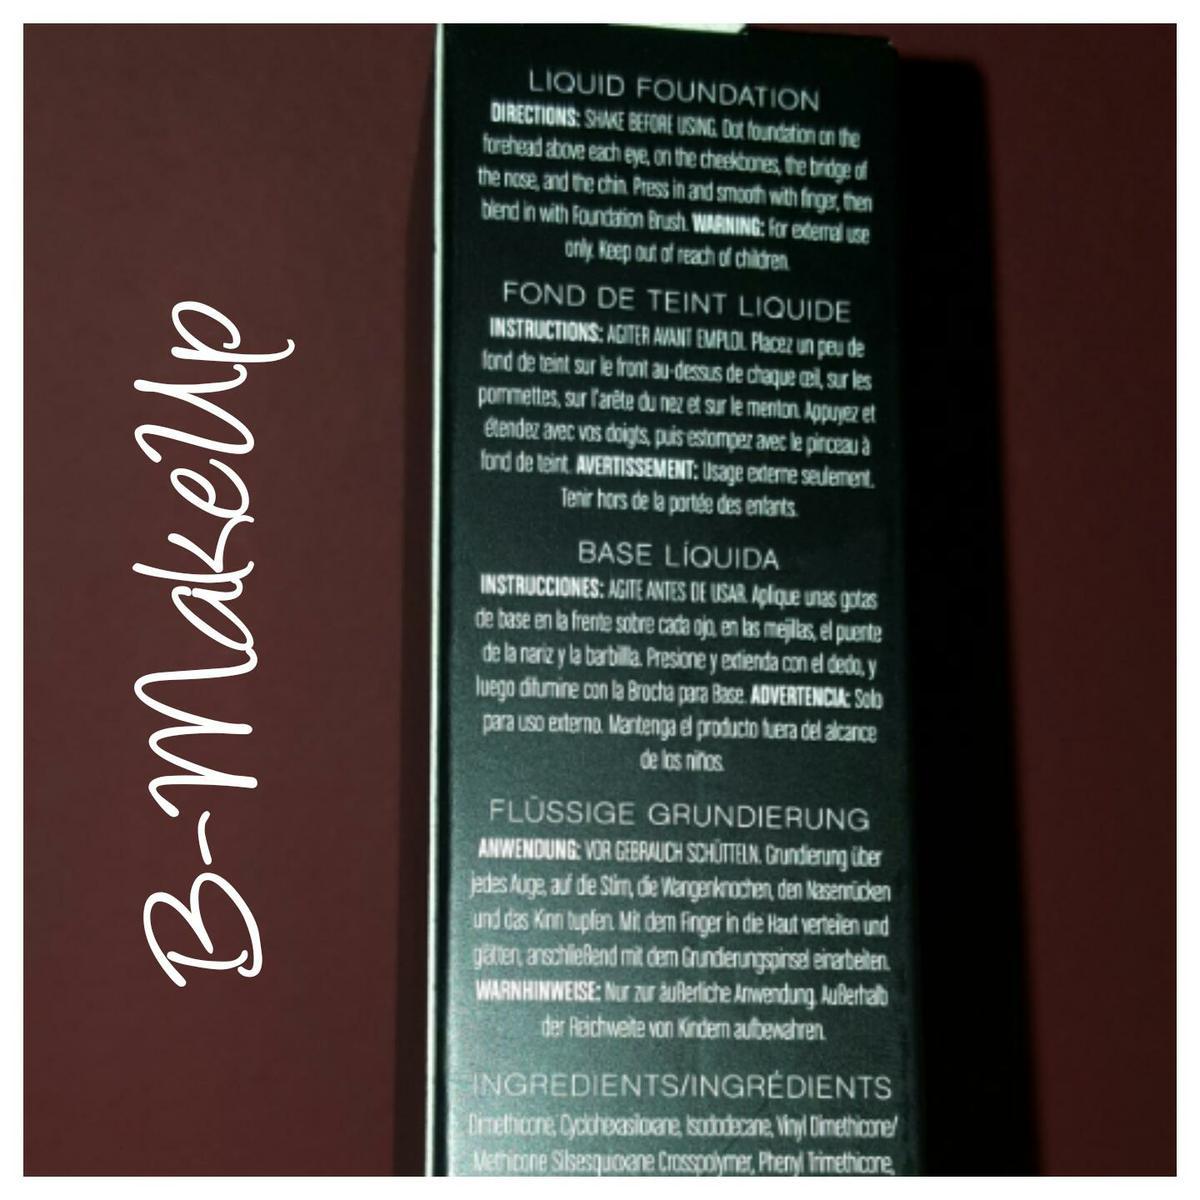 B-MakeUp
LIQUID FOUNDATION
DIRECTIONS: SHAKE BEFORE USING. Dot foundation on the
forehead above each eye, on the cheekbones, the bridge of
the nose, and the chin. Press in and smooth with finger, then
blend in with Foundation Brush. WARNING: For external use
only. Keep out of reach of children.
FOND DE TEINT LIQUIDE
INSTRUCTIONS: AGITER AVANT EMPLOI. Placez un peu de
fond de teint sur le front au-dessus de chaque œil, sur les
pommettes, sur l'arête du nez et sur le menton. Appuyez et
étendez avec vos doigts, puis estompez avec le pinceau à
fond de teint. AVERTISSEMENT: Usage externe seulement.
Tenir hors de la portée des enfants.
BASE LÍQUIDA
INSTRUCCIONES: AGITE ANTES DE USAR. Aplique unas gotas
de base en la frente sobre cada ojo, en las mejillas, el puente
de la nariz y la barbilla. Presione y extienda con el dedo, y
luego difumine con la Brocha para Base. ADVERTENCIA: Solo
para uso externo. Mantenga el producto fuera del alcance
de los niños.
FLÜSSIGE GRUNDIERUNG
ANWENDUNG: VOR GEBRAUCH SCHÜTTELN. Grundierung über
jedes Auge, auf die Stirn, die Wangenknochen, den Nasenrücken
und das Kinn tupfen. Mit dem Finger in die Haut verteilen und
glätten, anschließend mit dem Grundierungspinsel einarbeiten.
WARNHINWEISE: Nur zur äußerliche Anwendung. Außerhalb
der Reichweite von Kindern aufbewahren.
INGREDIENTS/INGRÉDIENTS
Dimethicone, Cyclohexasiloxane, Isododecane, Vinyl Dimethicone/
Methicone Silsesquioxane Crosspolymer, Phenyl Trimethicone,